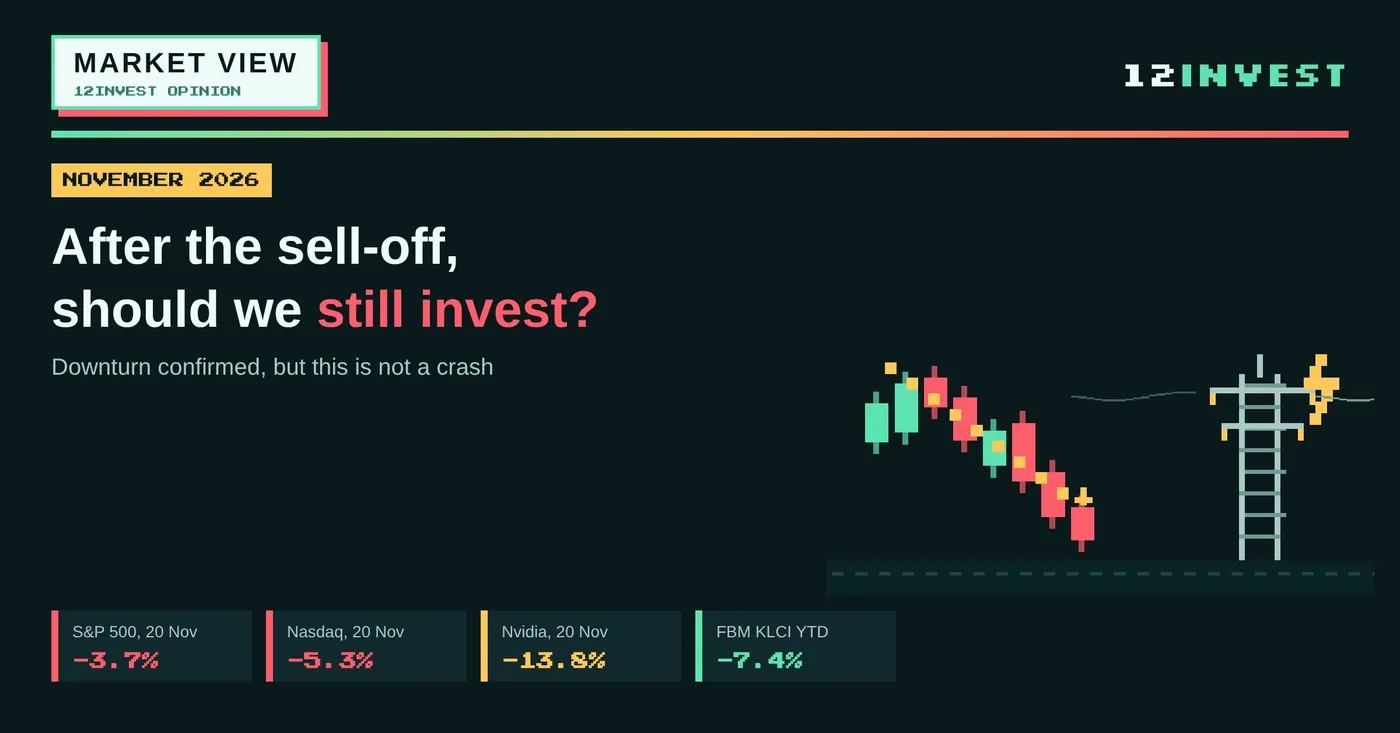 MARKET VIEW
12INVEST OPINION
12INVEST
NOVEMBER 2026
After the sell-off,
should we still invest?
Downturn confirmed, but this is not a crash
S&P 500, 20 Nov
-3.7%
Nasdaq, 20 Nov
-5.3%
Nvidia, 20 Nov
-13.8%
FBM KLCI YTD
-7.4%